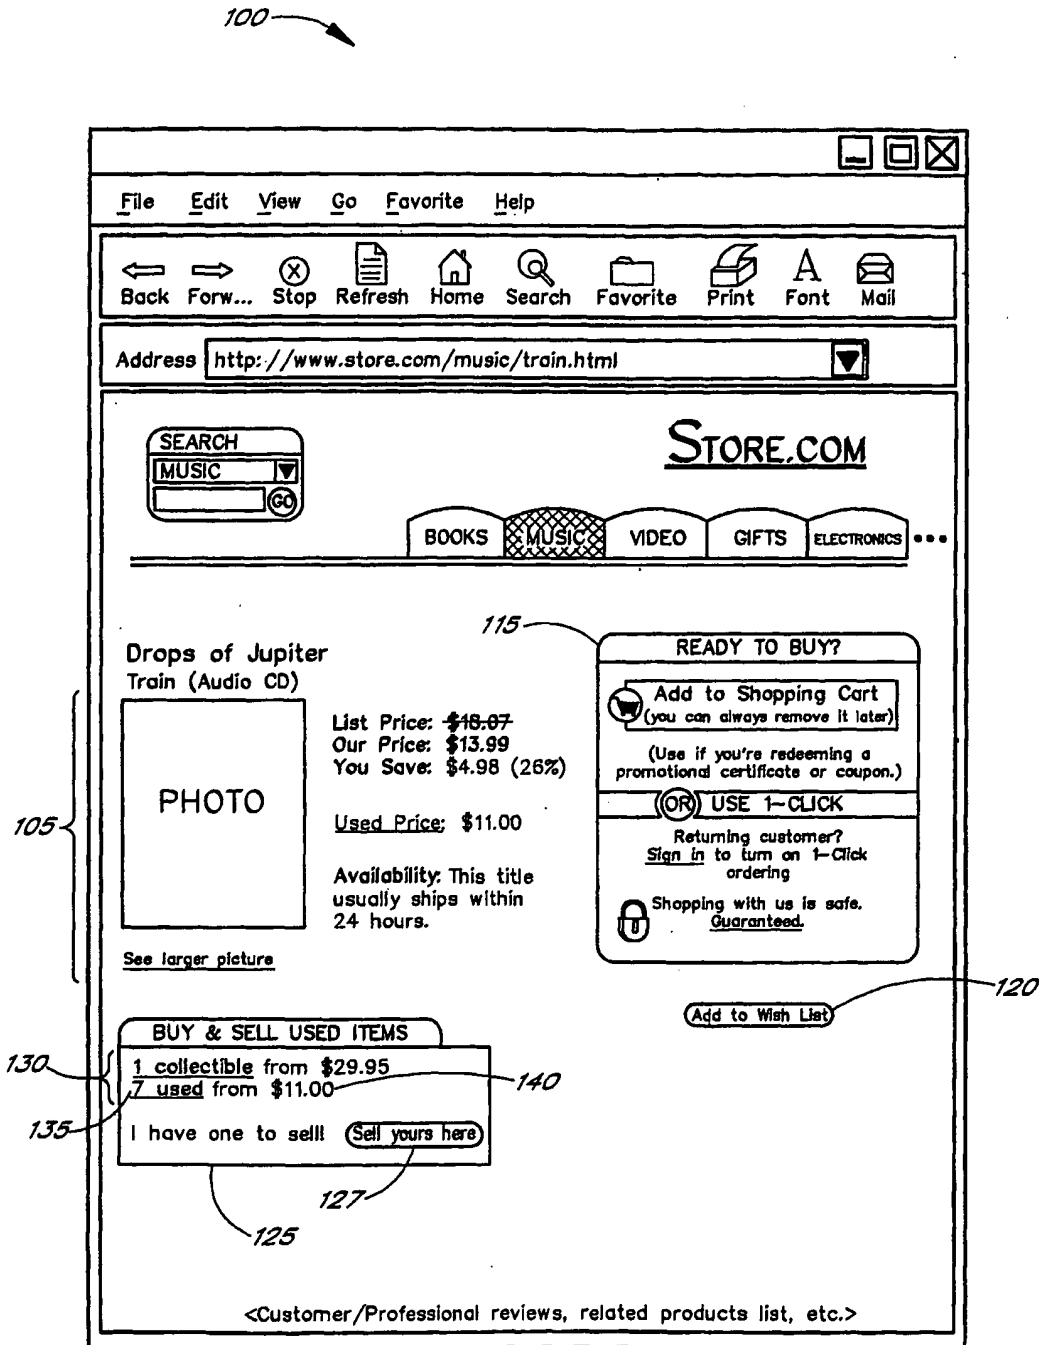 100
File Edit View Go Favorite Help
Back Forw... Stop Refresh Home Search Favorite Print Font Mail
Address http://www.store.com/music/train.html
SEARCH
MUSIC
GO
STORE.COM
BOOKS MUSIC VIDEO GIFTS ELECTRONICS •••
Drops of Jupiter
Train (Audio CD)
105
PHOTO
See larger picture
List Price: $18.97
Our Price: $13.99
You Save: $4.98 (26%)
Used Price: $11.00
Availability: This title
usually ships within
24 hours.
115
READY TO BUY?
Add to Shopping Cart
(you can always remove it later)
(Use if you're redeeming a
promotional certificate or coupon.)
OR USE 1-CLICK
Returning customer?
Sign in to turn on 1-Click
ordering
Shopping with us is safe.
Guaranteed.
120
Add to Wish List
BUY & SELL USED ITEMS
130
1 collectible from $29.95
7 used from $11.00
140
135
I have one to sell! Sell yours here
127
125
<Customer/Professional reviews, related products list, etc.>